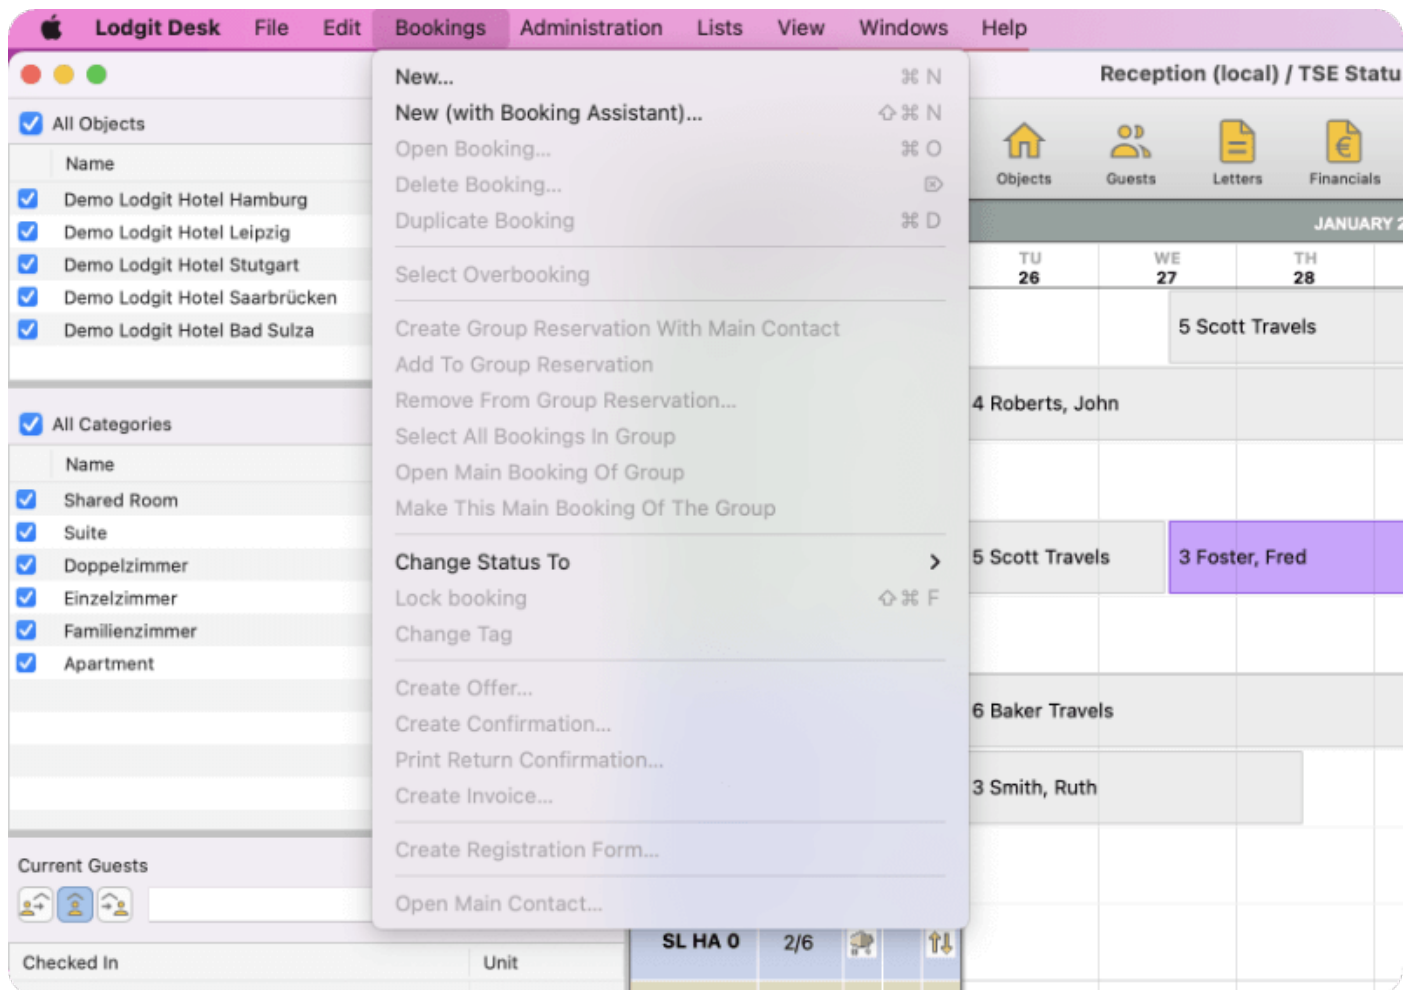 Lodgit Desk File Edit Bookings Administration Lists View Windows Help
Reception (local) / TSE Statu
All Objects
Name
Demo Lodgit Hotel Hamburg
Demo Lodgit Hotel Leipzig
Demo Lodgit Hotel Stutgart
Demo Lodgit Hotel Saarbrücken
Demo Lodgit Hotel Bad Sulza
All Categories
Name
Shared Room
Suite
Doppelzimmer
Einzelzimmer
Familienzimmer
Apartment
Current Guests
Checked In Unit
New... ⌘ N
New (with Booking Assistant)... ⇧ ⌘ N
Open Booking... ⌘ O
Delete Booking... ⌦
Duplicate Booking ⌘ D
Select Overbooking
Create Group Reservation With Main Contact
Add To Group Reservation
Remove From Group Reservation...
Select All Bookings In Group
Open Main Booking Of Group
Make This Main Booking Of The Group
Change Status To >
Lock booking ⇧ ⌘ F
Change Tag
Create Offer...
Create Confirmation...
Print Return Confirmation...
Create Invoice...
Create Registration Form...
Open Main Contact...
SL HA 0 2/6
Objects Guests Letters Financials
JANUARY 2
TU WE TH
26 27 28
5 Scott Travels
4 Roberts, John
5 Scott Travels 3 Foster, Fred
6 Baker Travels
3 Smith, Ruth